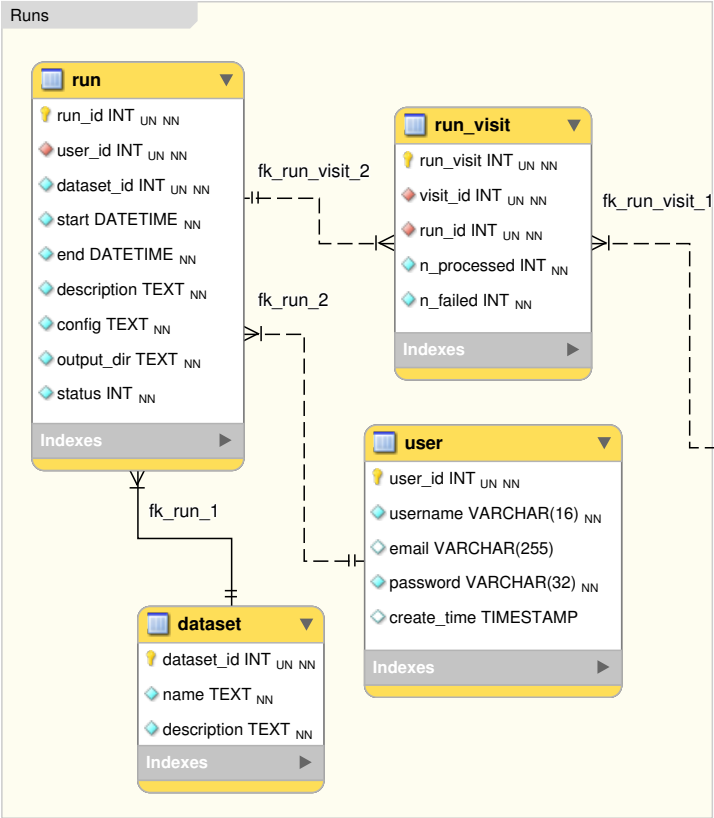 Runs
run
run_id INT UN NN
user_id INT UN NN
dataset_id INT UN NN
start DATETIME NN
end DATETIME NN
description TEXT NN
config TEXT NN
output_dir TEXT NN
status INT NN
Indexes
fk_run_visit_2
fk_run_2
run_visit
run_visit INT UN NN
visit_id INT UN NN
run_id INT UN NN
n_processed INT NN
n_failed INT NN
Indexes
fk_run_visit_1
user
user_id INT UN NN
username VARCHAR(16) NN
email VARCHAR(255)
password VARCHAR(32) NN
create_time TIMESTAMP
Indexes
fk_run_1
dataset
dataset_id INT UN NN
name TEXT NN
description TEXT NN
Indexes